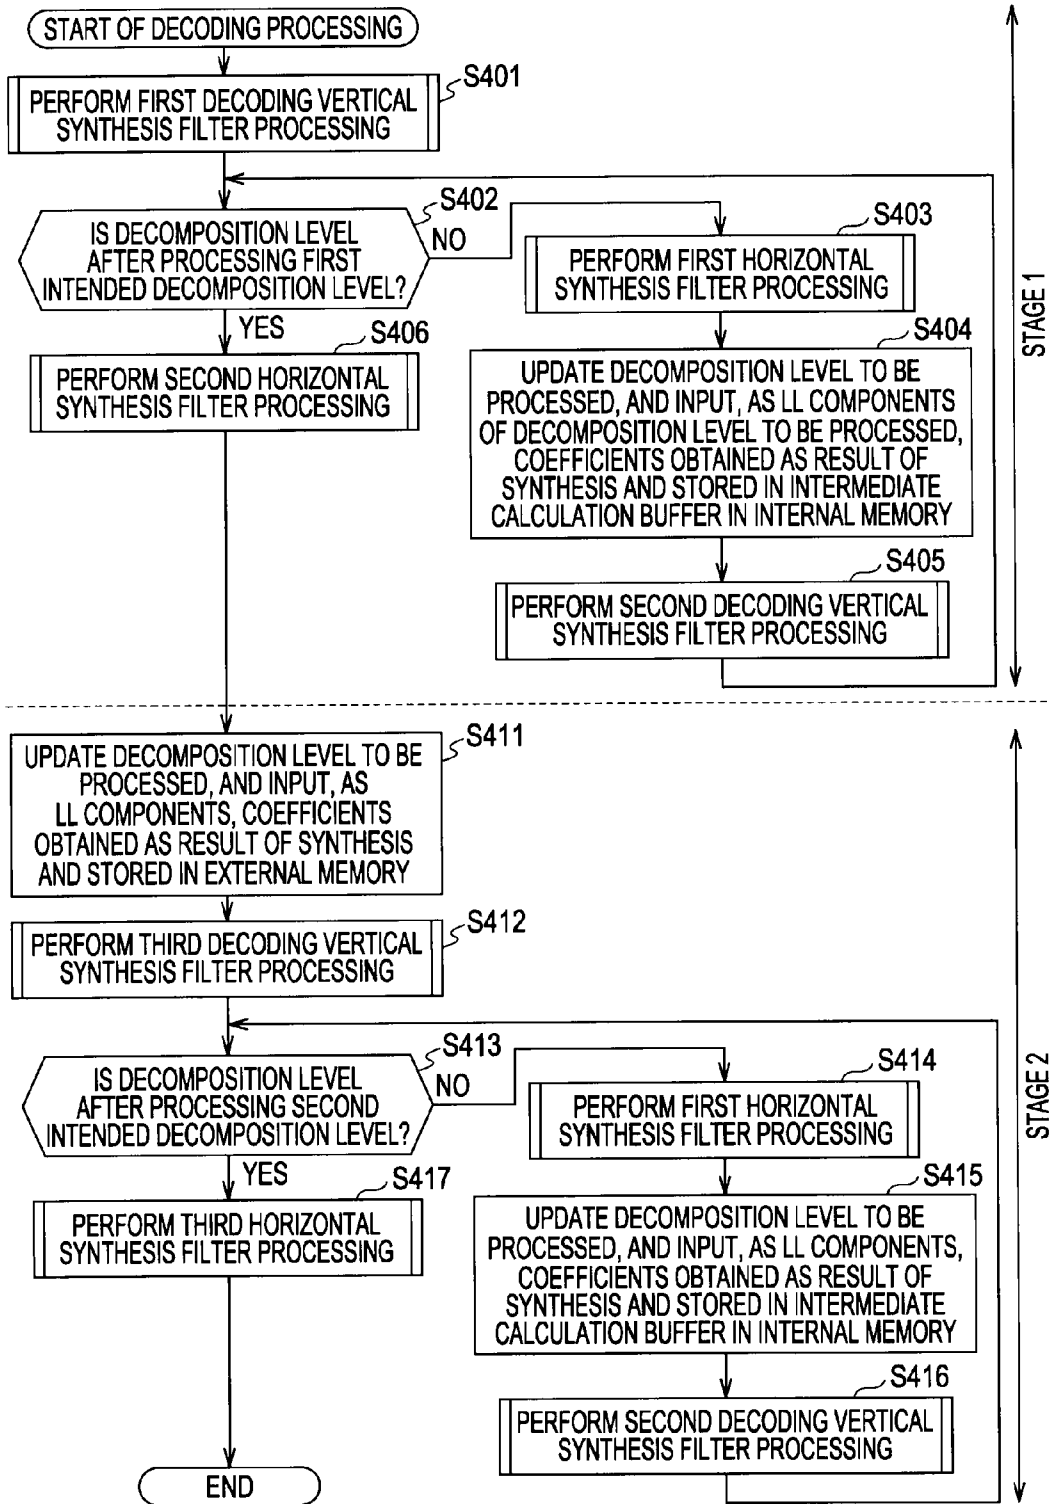 START OF DECODING PROCESSING
S401
PERFORM FIRST DECODING VERTICAL
SYNTHESIS FILTER PROCESSING
S402
IS DECOMPOSITION LEVEL
AFTER PROCESSING FIRST
INTENDED DECOMPOSITION LEVEL?
NO
YES
S403
PERFORM FIRST HORIZONTAL
SYNTHESIS FILTER PROCESSING
S404
UPDATE DECOMPOSITION LEVEL TO BE
PROCESSED, AND INPUT, AS LL COMPONENTS
OF DECOMPOSITION LEVEL TO BE PROCESSED,
COEFFICIENTS OBTAINED AS RESULT OF
SYNTHESIS AND STORED IN INTERMEDIATE
CALCULATION BUFFER IN INTERNAL MEMORY
S405
PERFORM SECOND DECODING VERTICAL
SYNTHESIS FILTER PROCESSING
S406
PERFORM SECOND HORIZONTAL
SYNTHESIS FILTER PROCESSING
STAGE 1
S411
UPDATE DECOMPOSITION LEVEL TO BE
PROCESSED, AND INPUT, AS
LL COMPONENTS, COEFFICIENTS
OBTAINED AS RESULT OF SYNTHESIS
AND STORED IN EXTERNAL MEMORY
S412
PERFORM THIRD DECODING VERTICAL
SYNTHESIS FILTER PROCESSING
S413
IS DECOMPOSITION LEVEL
AFTER PROCESSING SECOND
INTENDED DECOMPOSITION LEVEL?
NO
YES
S414
PERFORM FIRST HORIZONTAL
SYNTHESIS FILTER PROCESSING
S415
UPDATE DECOMPOSITION LEVEL TO BE
PROCESSED, AND INPUT, AS LL COMPONENTS,
COEFFICIENTS OBTAINED AS RESULT OF
SYNTHESIS AND STORED IN INTERMEDIATE
CALCULATION BUFFER IN INTERNAL MEMORY
S416
PERFORM SECOND DECODING VERTICAL
SYNTHESIS FILTER PROCESSING
S417
PERFORM THIRD HORIZONTAL
SYNTHESIS FILTER PROCESSING
STAGE 2
END